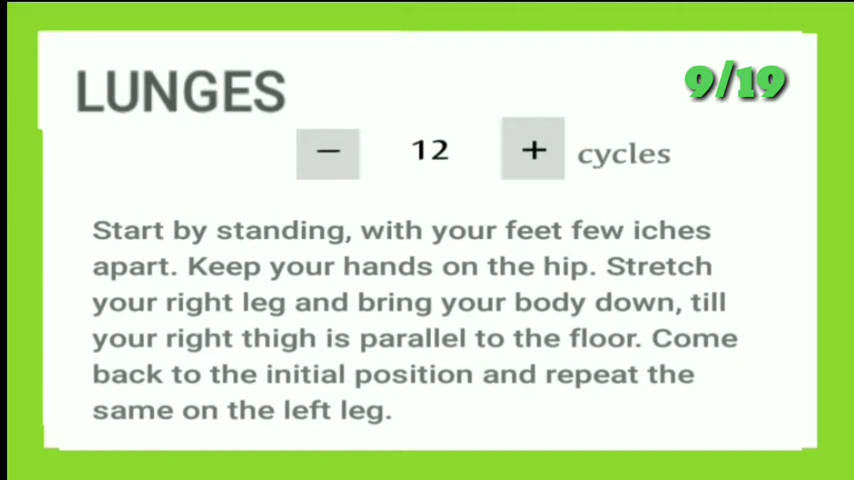 LUNGES
9/19
− 12 + cycles
Start by standing, with your feet few iches
apart. Keep your hands on the hip. Stretch
your right leg and bring your body down, till
your right thigh is parallel to the floor. Come
back to the initial position and repeat the
same on the left leg.